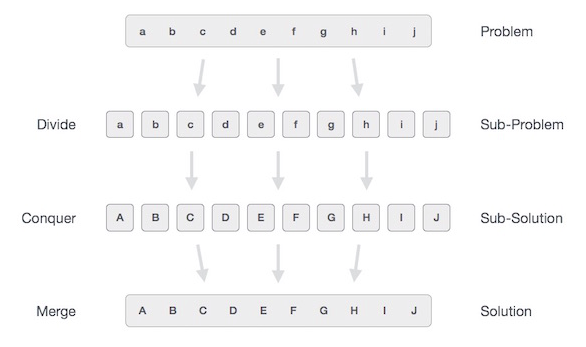 a b c d e f g h i j Problem
Divide a b c d e f g h i j Sub-Problem
Conquer A B C D E F G H I J Sub-Solution
Merge A B C D E F G H I J Solution